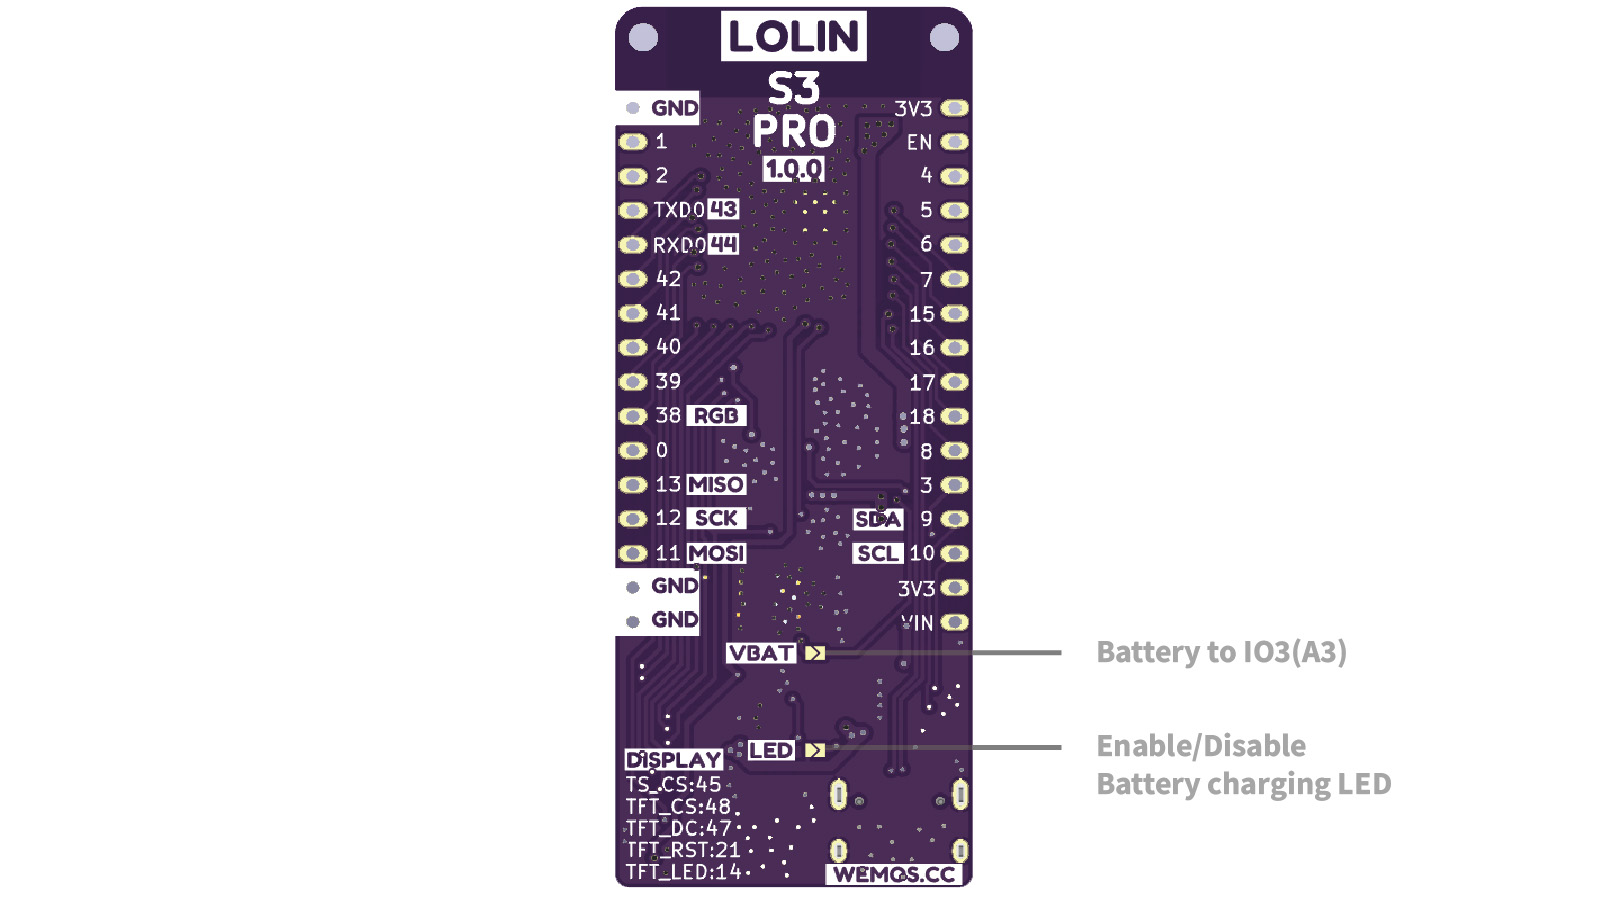 LOLIN
S3
PRO
1.0.0
GND
1
2
TXD0 43
RXD0 44
42
41
40
39
38 RGB
0
13 MISO
12 SCK
11 MOSI
GND
GND
3V3
EN
4
5
6
7
15
16
17
18
8
3
SDA 9
SCL 10
3V3
VIN
VBAT
Battery to IO3(A3)
LED
Enable/Disable
Battery charging LED
DISPLAY
TS_CS:45
TFT_CS:48
TFT_DC:47
TFT_RST:21
TFT_LED:14
WEMOS.CC